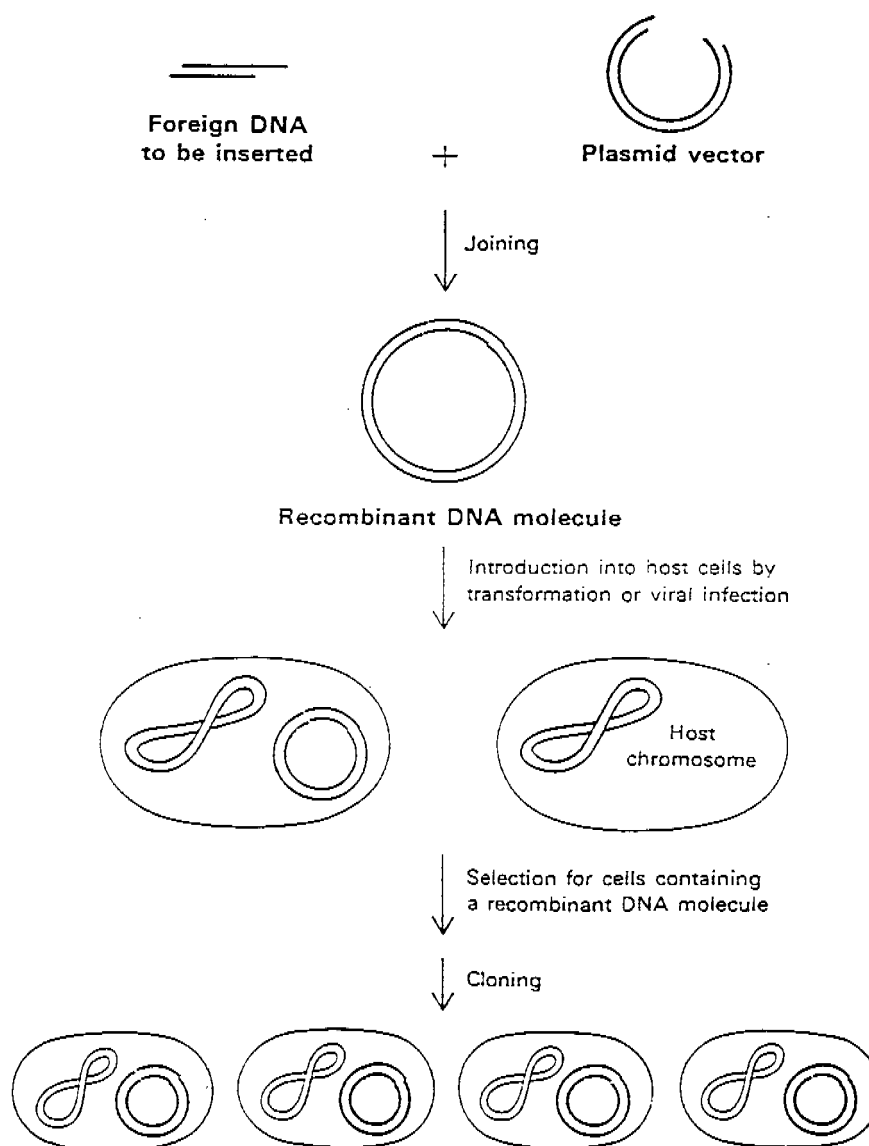 Foreign DNA
to be inserted
+
Plasmid vector
Joining
Recombinant DNA molecule
Introduction into host cells by
transformation or viral infection
Host
chromosome
Selection for cells containing
a recombinant DNA molecule
Cloning